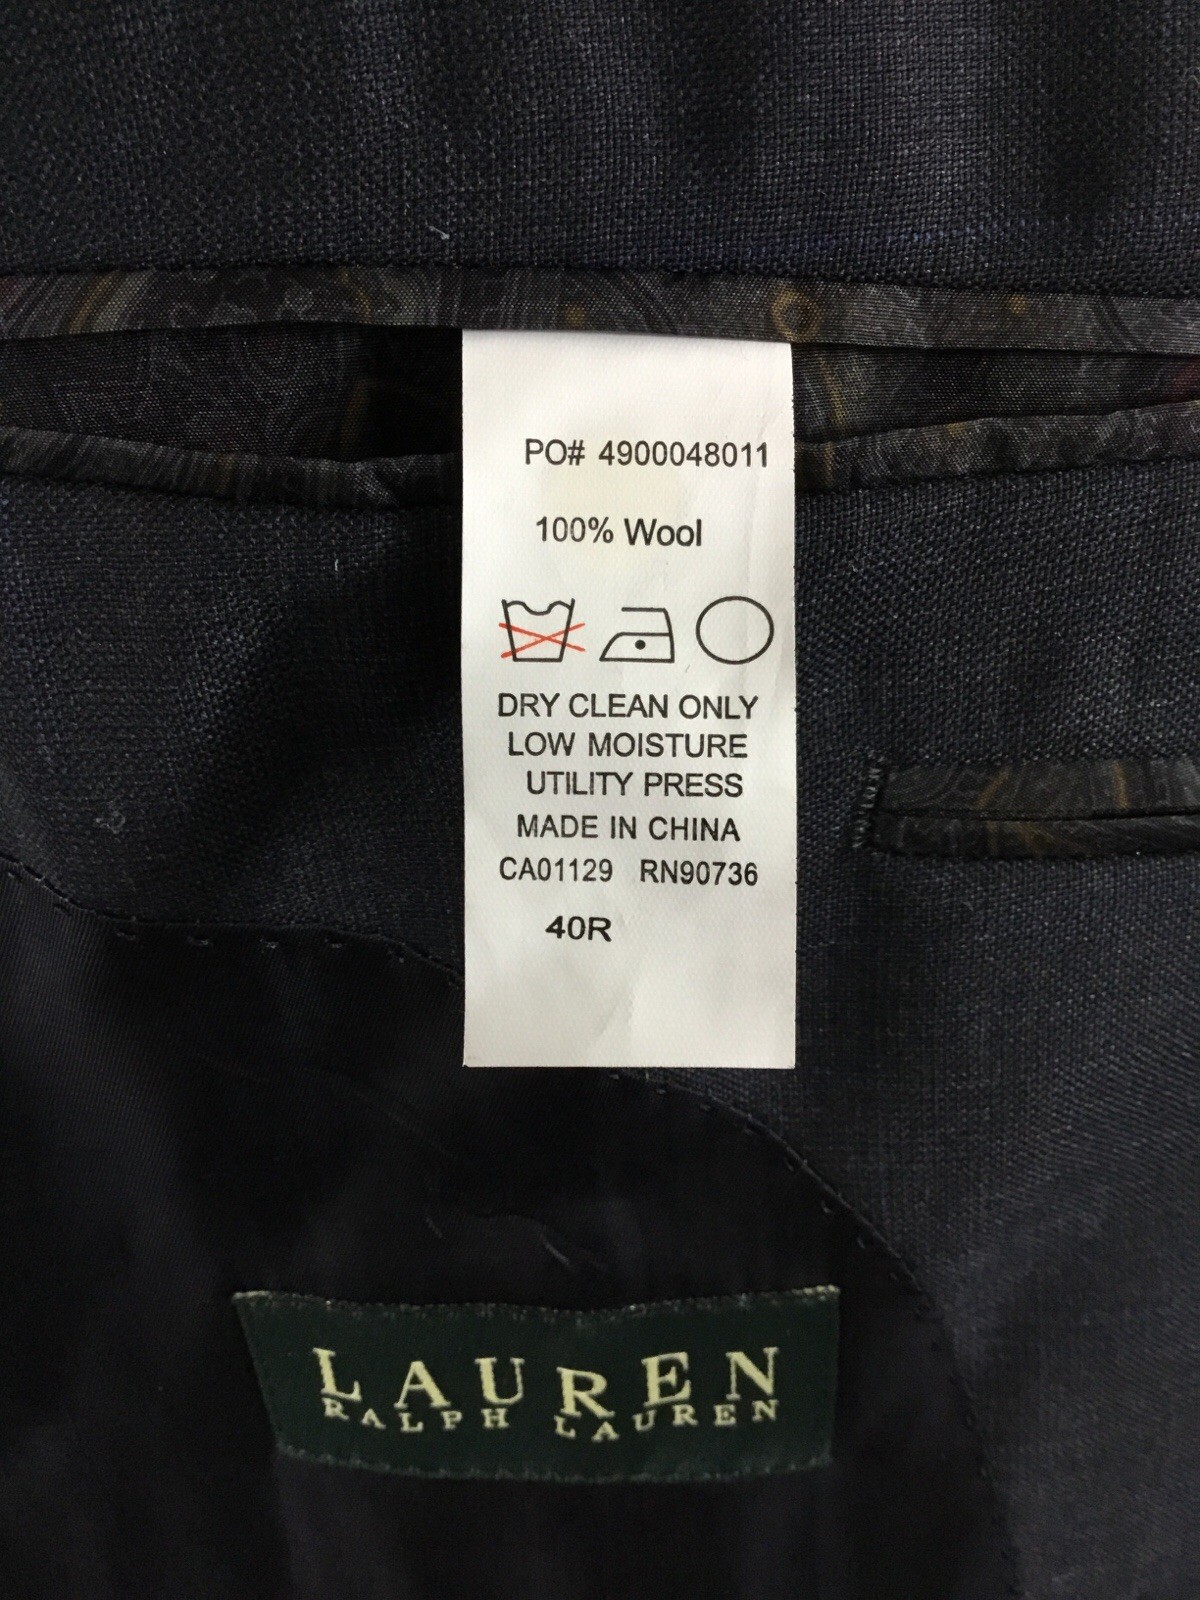 PO# 4900048011
100% Wool
DRY CLEAN ONLY
LOW MOISTURE
UTILITY PRESS
MADE IN CHINA
CA01129 RN90736
40R
LAUREN
RALPH LAUREN